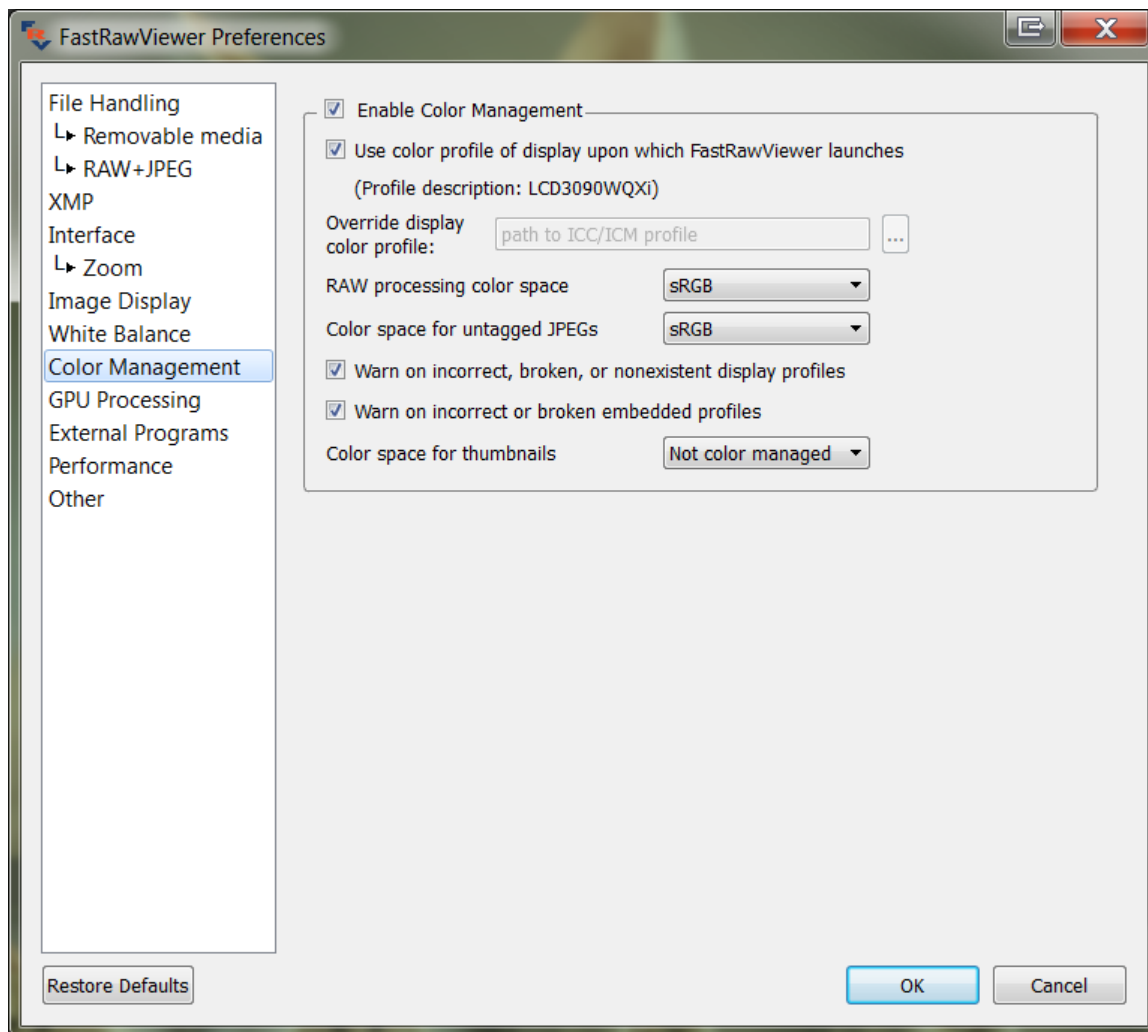 FastRawViewer Preferences
File Handling
Removable media
RAW+JPEG
XMP
Interface
Zoom
Image Display
White Balance
Color Management
GPU Processing
External Programs
Performance
Other
Enable Color Management
Use color profile of display upon which FastRawViewer launches
(Profile description: LCD3090WQXi)
Override display
color profile:
path to ICC/ICM profile
...
RAW processing color space
sRGB
Color space for untagged JPEGs
sRGB
Warn on incorrect, broken, or nonexistent display profiles
Warn on incorrect or broken embedded profiles
Color space for thumbnails
Not color managed
Restore Defaults
OK
Cancel